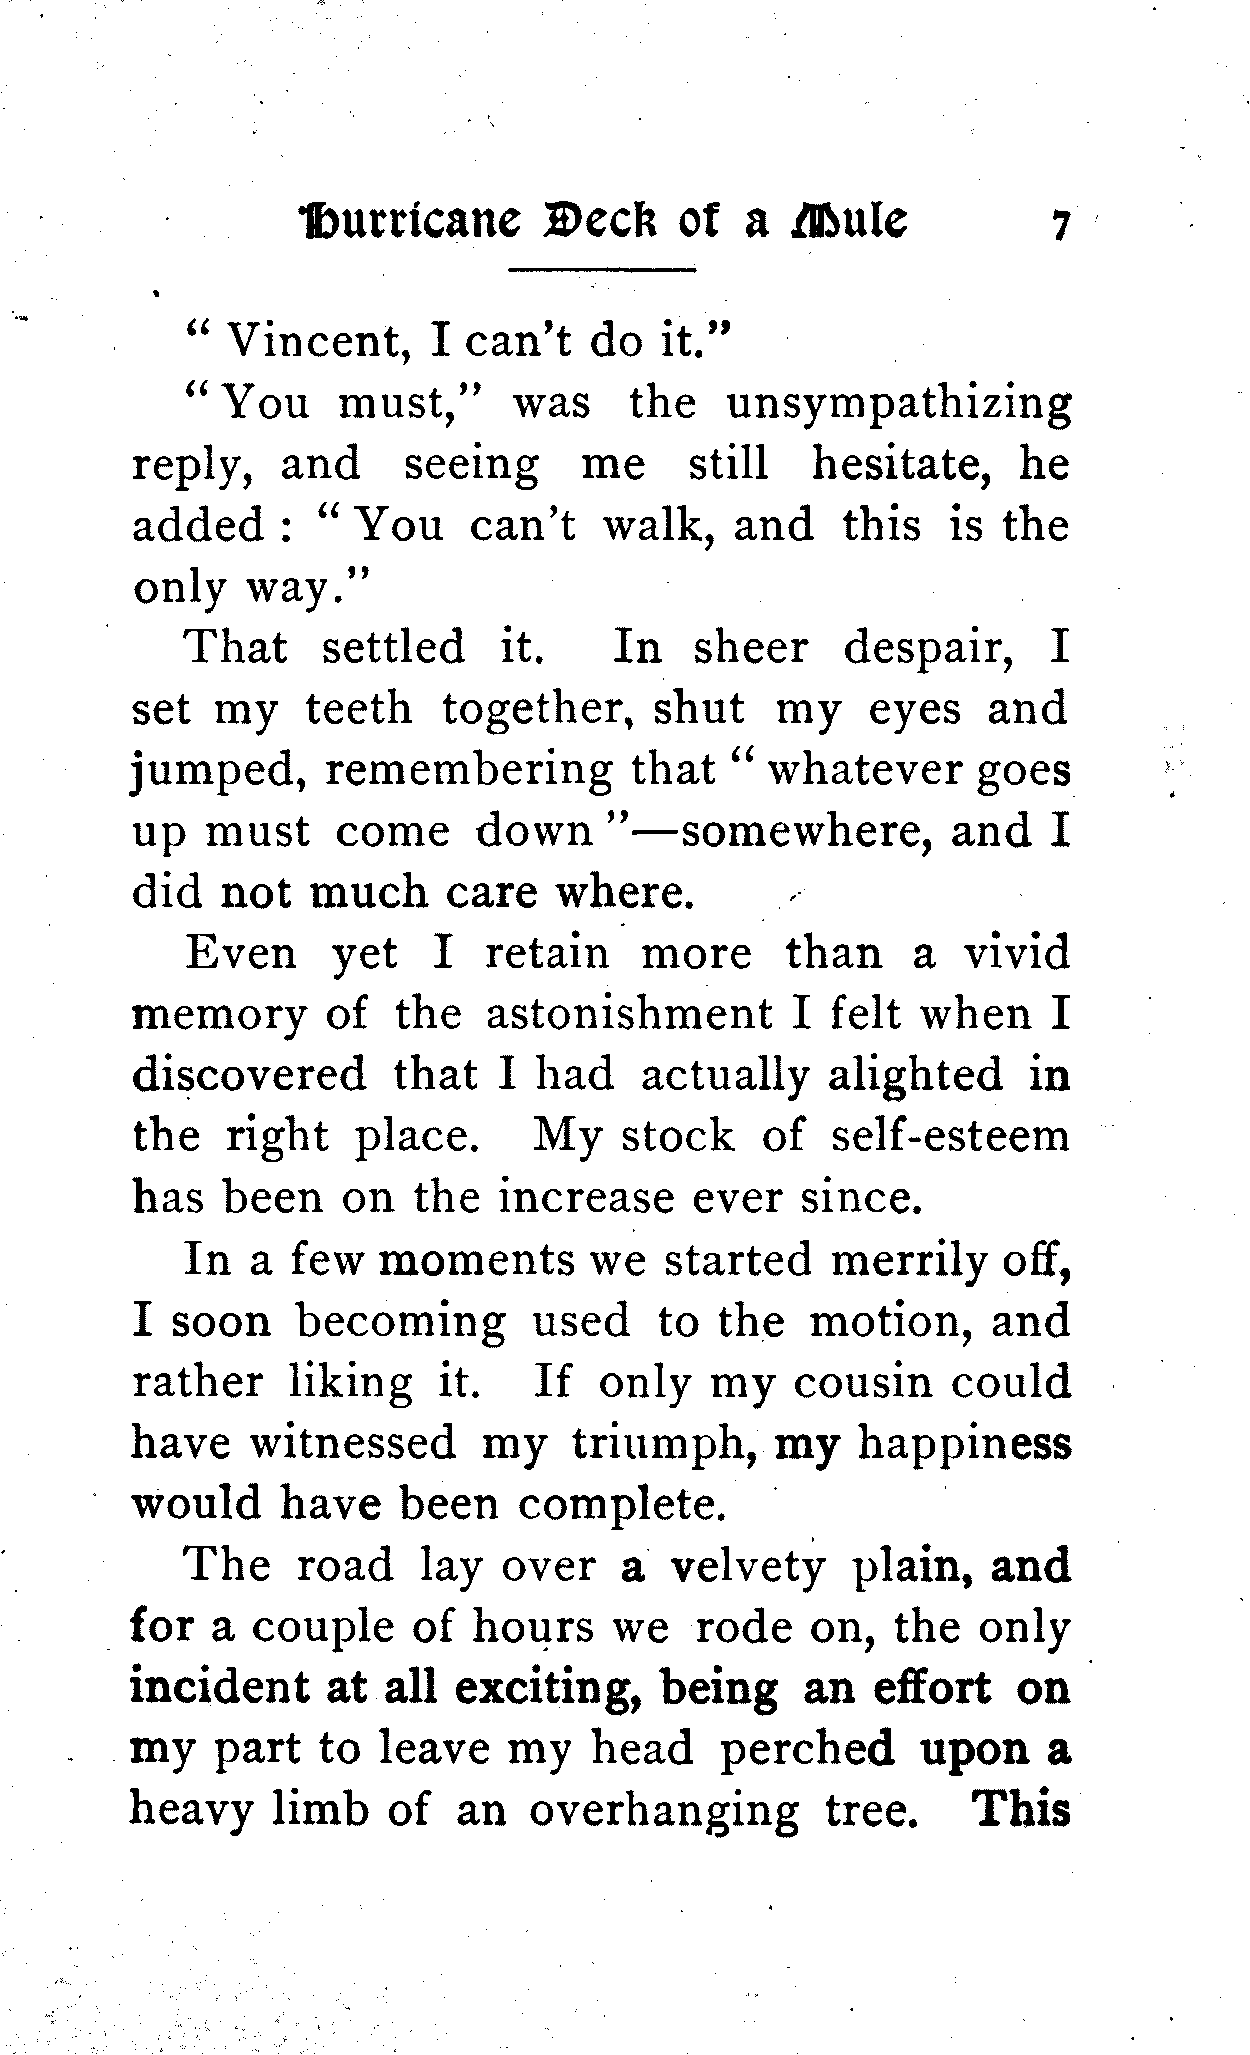 Hurricane Deck of a Mule 7
“ Vincent, I can't do it.”
“ You must,” was the unsympathizing
reply, and seeing me still hesitate, he
added : “ You can't walk, and this is the
only way.”
That settled it. In sheer despair, I
set my teeth together, shut my eyes and
jumped, remembering that “ whatever goes
up must come down ”—somewhere, and I
did not much care where.
Even yet I retain more than a vivid
memory of the astonishment I felt when I
discovered that I had actually alighted in
the right place. My stock of self-esteem
has been on the increase ever since.
In a few moments we started merrily off,
I soon becoming used to the motion, and
rather liking it. If only my cousin could
have witnessed my triumph, my happiness
would have been complete.
The road lay over a velvety plain, and
for a couple of hours we rode on, the only
incident at all exciting, being an effort on
my part to leave my head perched upon a
heavy limb of an overhanging tree. This